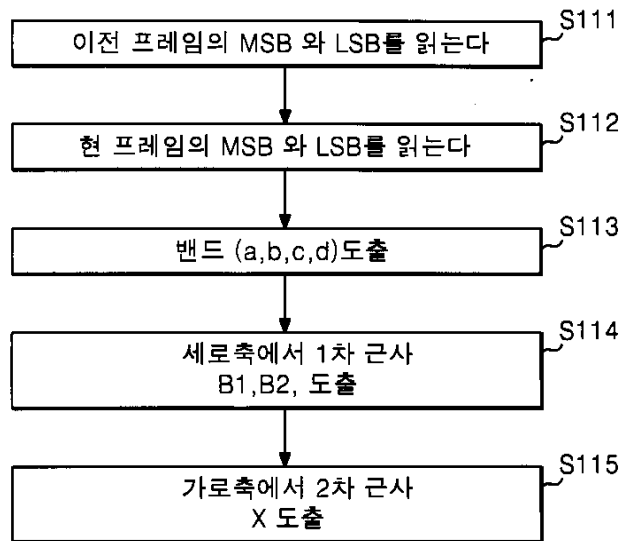 S111
이전 프레임의 MSB 와 LSB를 읽는다
S112
현 프레임의 MSB 와 LSB를 읽는다
S113
밴드 (a,b,c,d)도출
S114
세로축에서 1차 근사
B1,B2, 도출
S115
가로축에서 2차 근사
X 도출